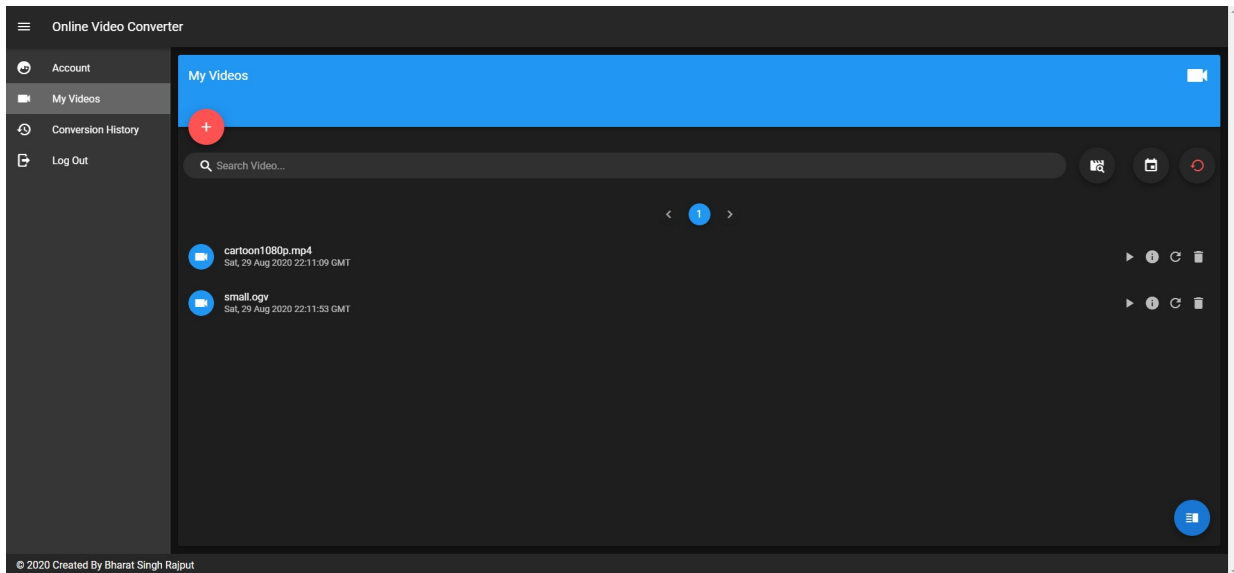 Online Video Converter
Account
My Videos
Conversion History
Log Out
My Videos
+
Search Video...
1
cartoon1080p.mp4
Sat, 29 Aug 2020 22:11:09 GMT
small.ogv
Sat, 29 Aug 2020 22:11:53 GMT
© 2020 Created By Bharat Singh Rajput